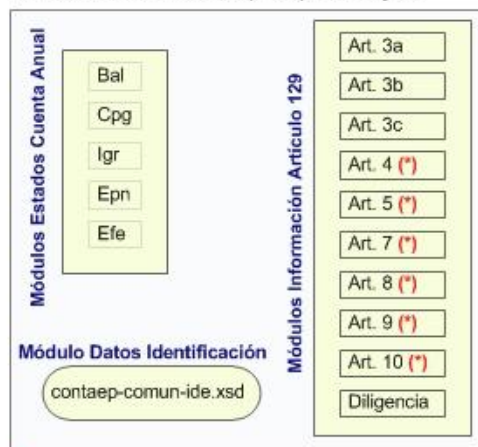 Módulos Estados Cuenta Anual
Bal
Cpg
Igr
Epn
Efe
Módulo Datos Identificación
contaep-comun-ide.xsd
Módulos Información Artículo 129
Art. 3a
Art. 3b
Art. 3c
Art. 4 (*)
Art. 5 (*)
Art. 7 (*)
Art. 8 (*)
Art. 9 (*)
Art. 10 (*)
Diligencia